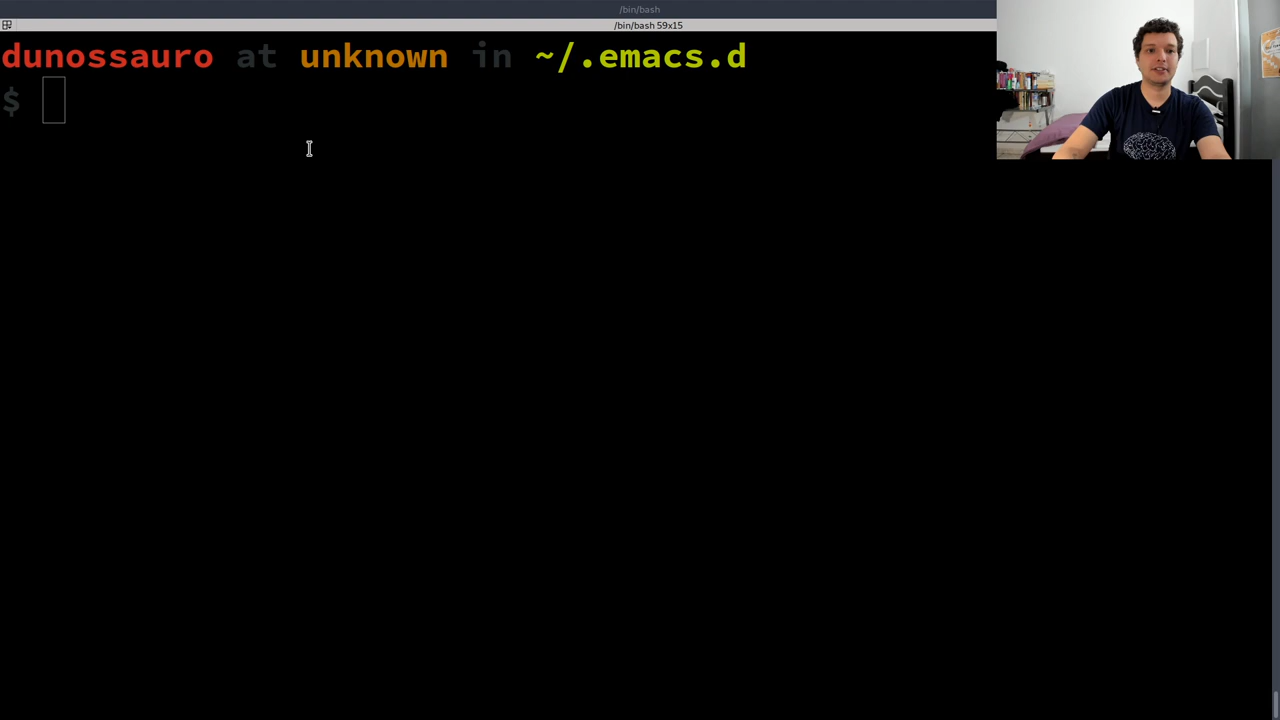 /bin/bash
/bin/bash 59x15
dunossauro at unknown in ~/.emacs.d
$